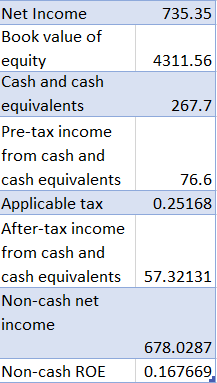 Net Income 735.35
Book value of
equity 4311.56
Cash and cash
equivalents 267.7
Pre-tax income
from cash and
cash equivalents 76.6
Applicable tax 0.25168
After-tax income
from cash and
cash equivalents 57.32131
Non-cash net
income
678.0287
Non-cash ROE 0.167669